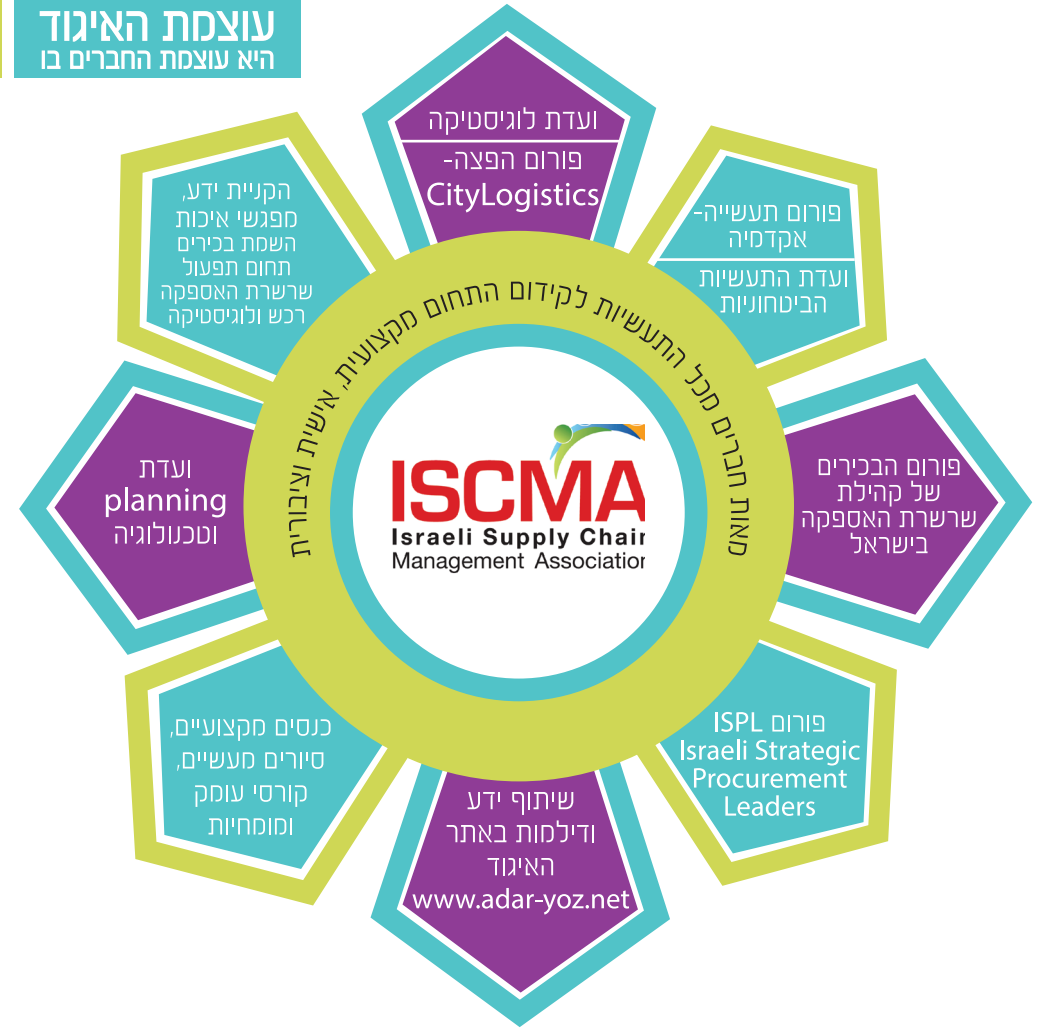 עוצמת האיגוד
היא עוצמת החברים בו
ועדת לוגיסטיקה
פורום הפצה-
CityLogistics
פורום תעשייה-
אקדמיה
ועדת התעשיות
הביטחוניות
פורום הבכירים
של קהילת
שרשרת האספקה
בישראל
פורום ISPL
Israeli Strategic
Procurement
Leaders
שיתוף ידע
ודילמות באתר
האיגוד
www.adar-yoz.net
כנסים מקצועיים,
סיורים מעשיים,
קורסי עומק
ומומחיות
ועדת
planning
וטכנולוגיה
הקניית ידע,
מפגשי איכות
השמת בכירים
תחום תפעול
שרשרת האספקה
רכש ולוגיסטיקה
מאות חברים מכל התעשיות לקידום התחום מקצועית, אישית וציבורית
ISCMA
Israeli Supply Chain
Management Association